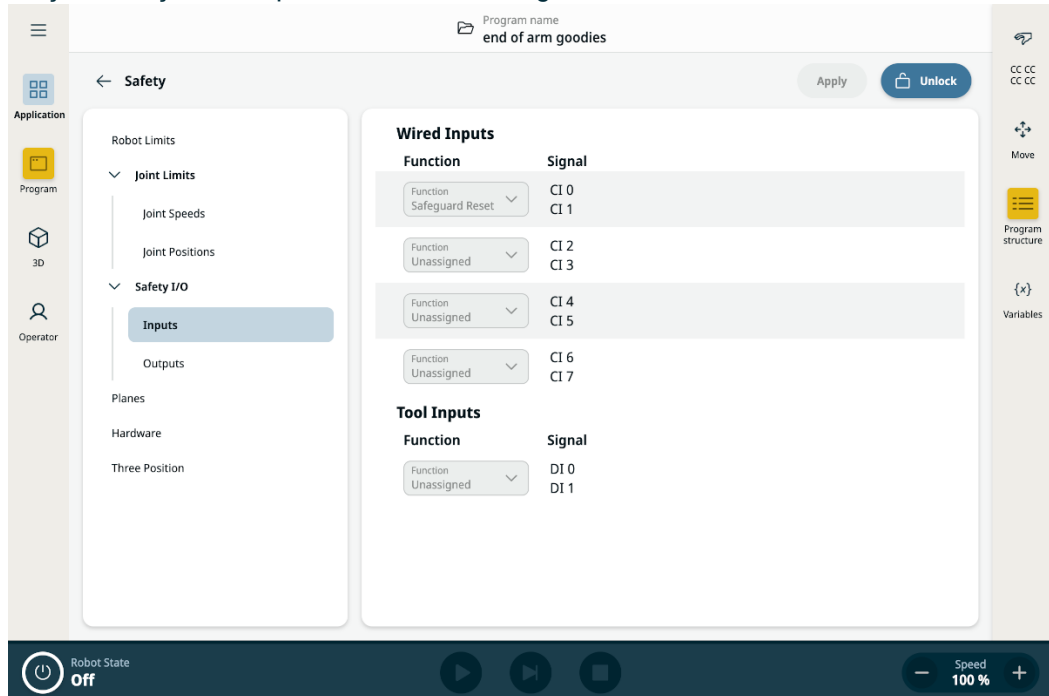 Program name
end of arm goodies
Safety
Apply
Unlock
CC CC
CC CC
Application
Program
3D
Operator
Robot Limits
Joint Limits
Joint Speeds
Joint Positions
Safety I/O
Inputs
Outputs
Planes
Hardware
Three Position
Wired Inputs
Function Signal
Function
Safeguard Reset
CI 0
CI 1
Function
Unassigned
CI 2
CI 3
Function
Unassigned
CI 4
CI 5
Function
Unassigned
CI 6
CI 7
Tool Inputs
Function Signal
Function
Unassigned
DI 0
DI 1
Move
Program
structure
{x}
Variables
Robot State
Off
Speed
100 %